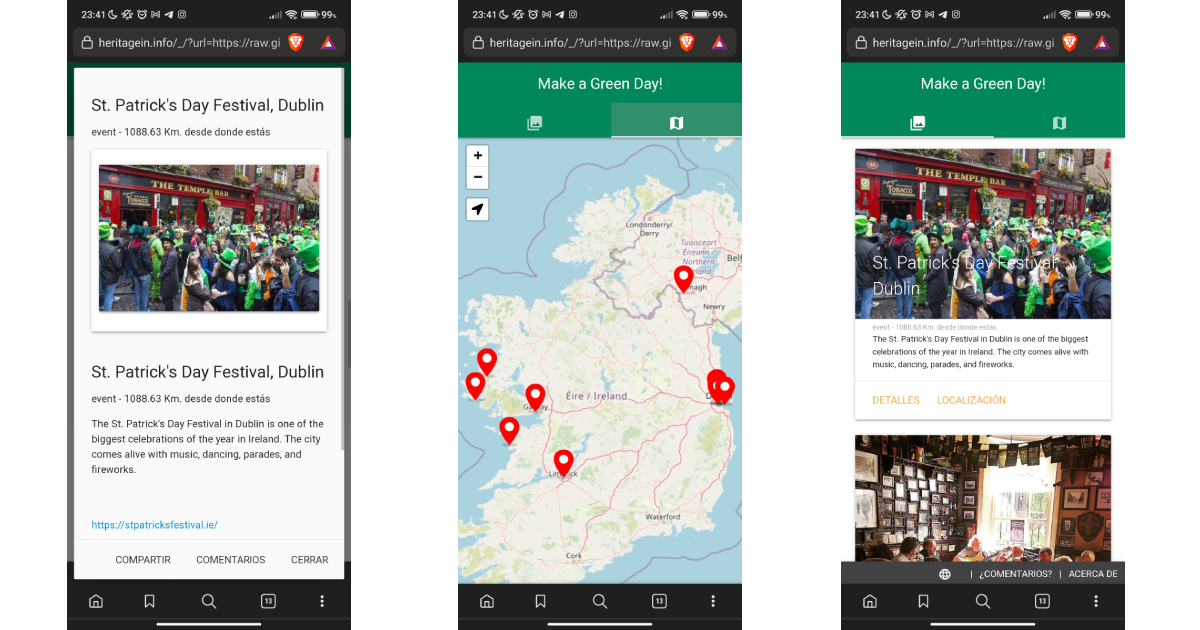 23:41
99%
heritagein.info/_/?url=https://raw.gi
St. Patrick's Day Festival, Dublin
event - 1088.63 Km. desde donde estás
THE TEMPLE BAR
TOBACCO
St. Patrick's Day Festival, Dublin
event - 1088.63 Km. desde donde estás
The St. Patrick's Day Festival in Dublin is one of the
biggest celebrations of the year in Ireland. The city
comes alive with music, dancing, parades, and
fireworks.
https://stpatricksfestival.ie/
COMPARTIR COMENTARIOS CERRAR
13
23:41
99%
heritagein.info/_/?url=https://raw.gi
Make a Green Day!
+
−
Londonderry/
Derry
Tuaisceart
Éireann /
Northern
Ireland
Belf
magh
Newry
Éire / Ireland
Galway
D
Limerick
Waterford
Cork
13
23:41
99%
heritagein.info/_/?url=https://raw.gi
Make a Green Day!
THE TEMPLE BAR
TOBACCO
St. Patrick's Day Festival,
Dublin
event - 1088.63 Km. desde donde estás
The St. Patrick's Day Festival in Dublin is one of the biggest
celebrations of the year in Ireland. The city comes alive with
music, dancing, parades, and fireworks.
DETALLES LOCALIZACIÓN
| ¿COMENTARIOS? | ACERCA DE
13